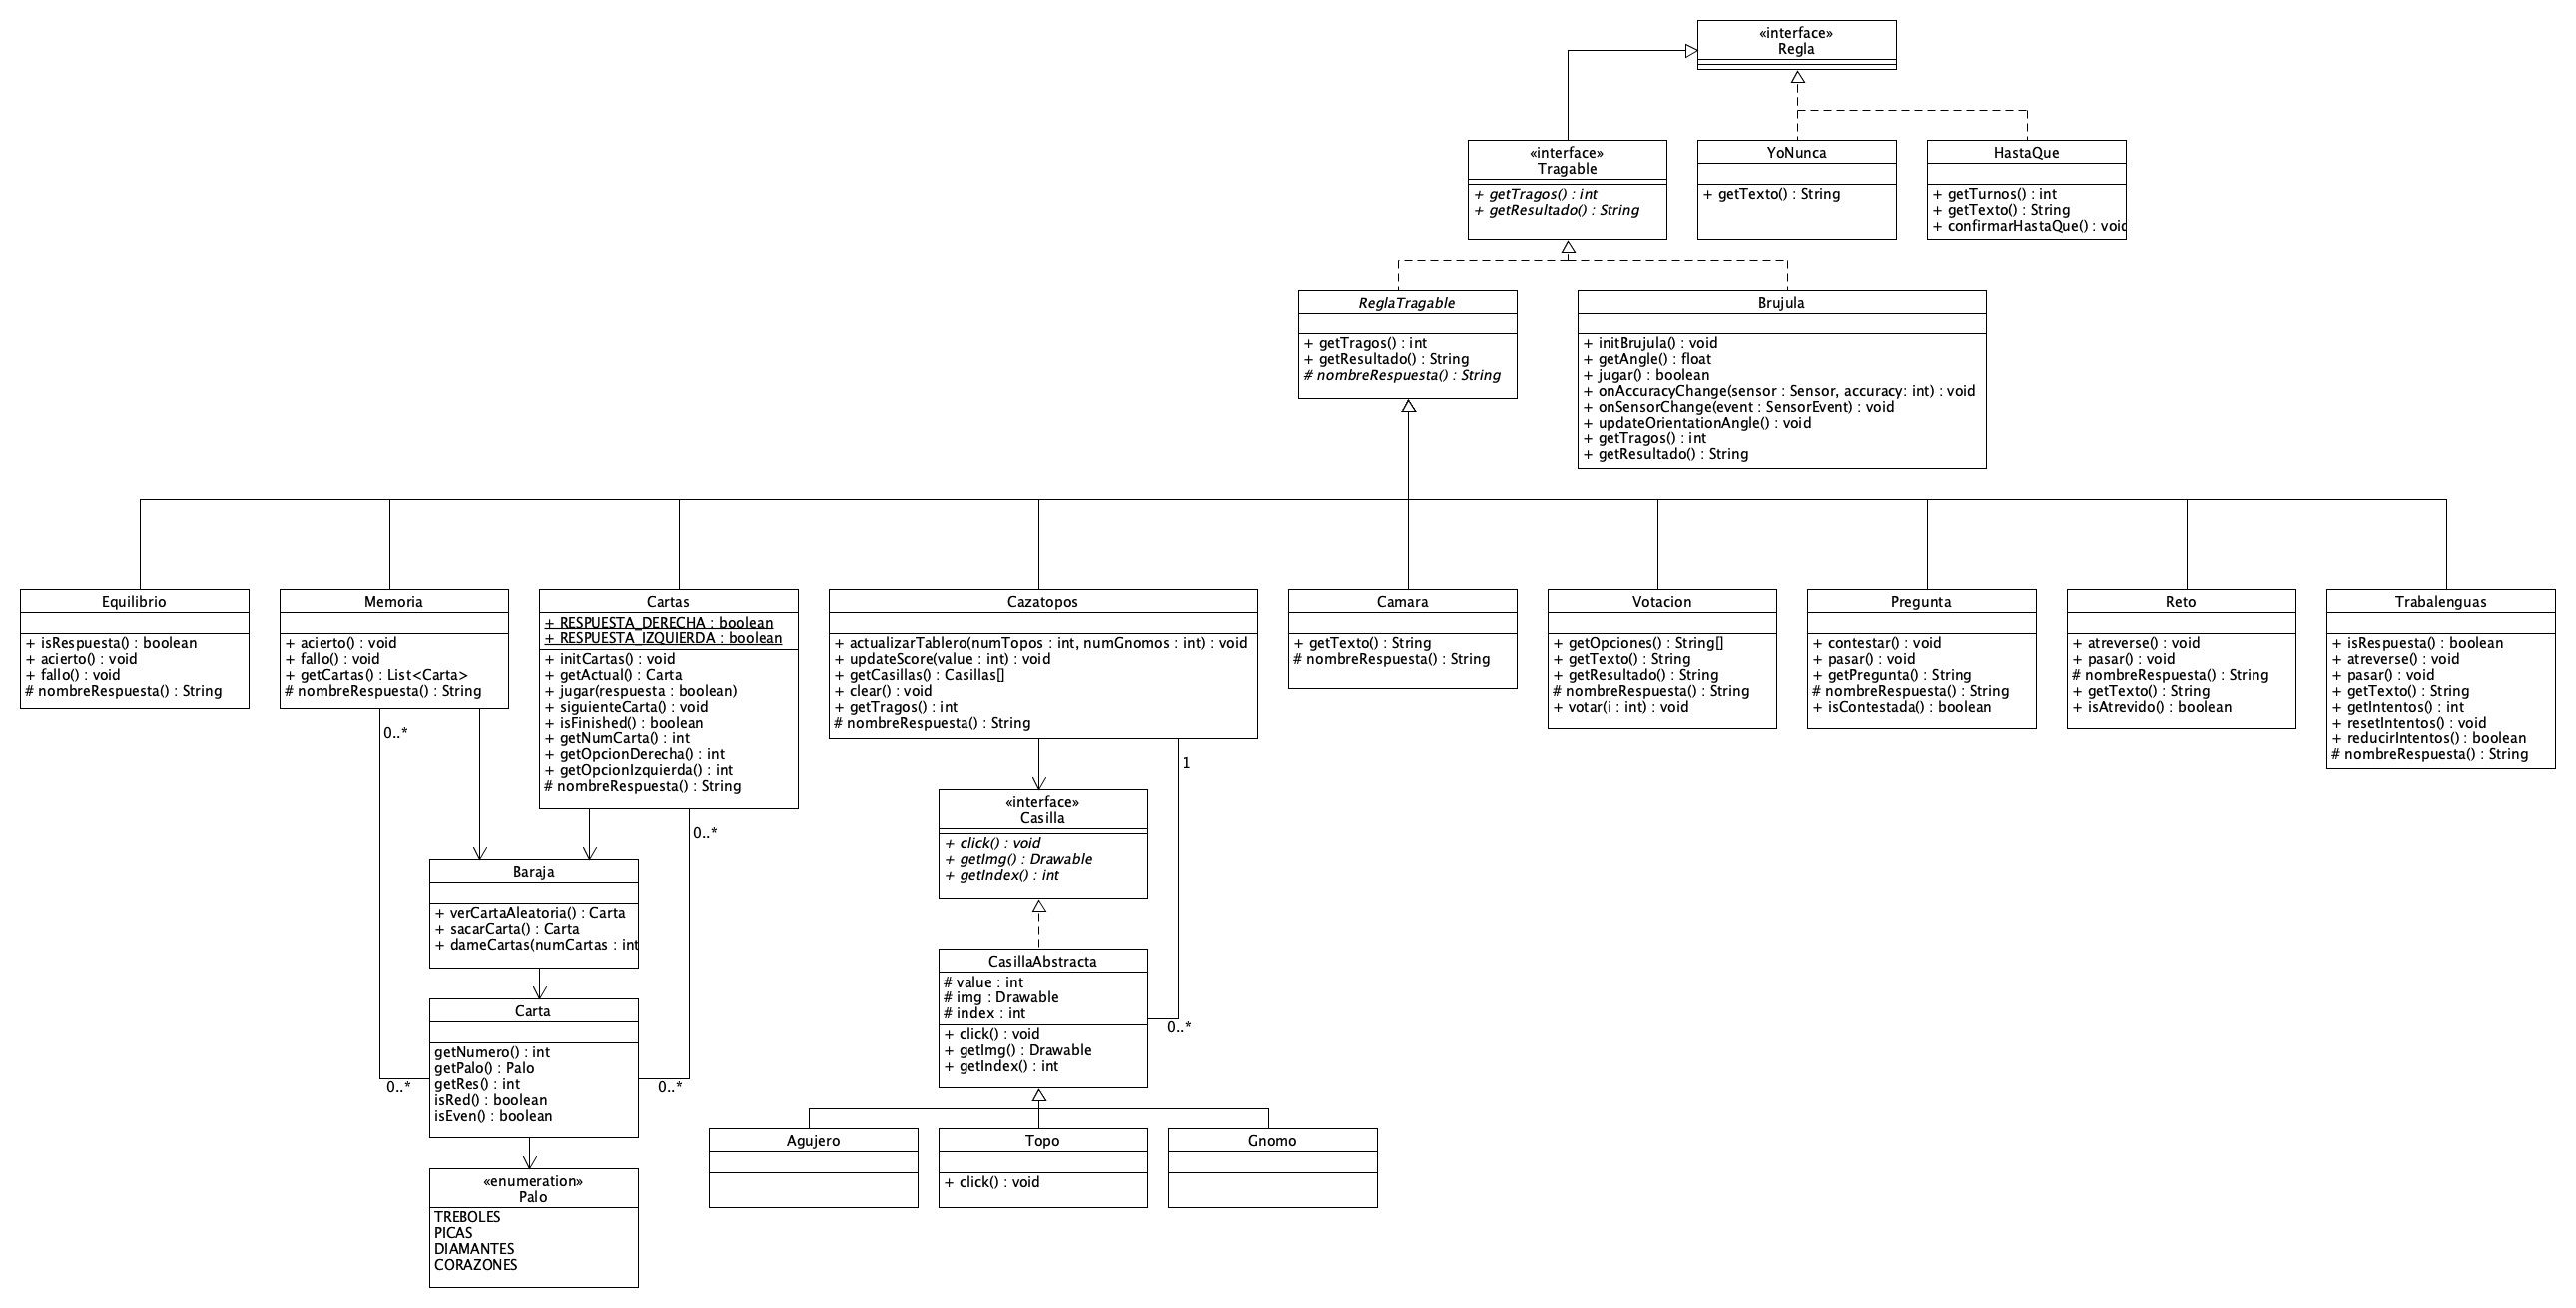 «interface»
Regla
«interface»
Tragable
+ getTragos() : int
+ getResultado() : String
YoNunca
+ getTexto() : String
HastaQue
+ getTurnos() : int
+ getTexto() : String
+ confirmarHastaQue() : void
ReglaTragable
+ getTragos() : int
+ getResultado() : String
# nombreRespuesta() : String
Brujula
+ initBrujula() : void
+ getAngle() : float
+ jugar() : boolean
+ onAccuracyChange(sensor : Sensor, accuracy: int) : void
+ onSensorChange(event : SensorEvent) : void
+ updateOrientationAngle() : void
+ getTragos() : int
+ getResultado() : String
Equilibrio
+ isRespuesta() : boolean
+ acierto() : void
+ fallo() : void
# nombreRespuesta() : String
Memoria
+ acierto() : void
+ fallo() : void
+ getCartas() : List<Carta>
# nombreRespuesta() : String
Cartas
+ RESPUESTA_DERECHA : boolean
+ RESPUESTA_IZQUIERDA : boolean
+ initCartas() : void
+ getActual() : Carta
+ jugar(respuesta : boolean)
+ siguienteCarta() : void
+ isFinished() : boolean
+ getNumCarta() : int
+ getOpcionDerecha() : int
+ getOpcionIzquierda() : int
# nombreRespuesta() : String
Cazatopos
+ actualizarTablero(numTopos : int, numGnomos : int) : void
+ updateScore(value : int) : void
+ getCasillas() : Casillas[]
+ clear() : void
+ getTragos() : int
# nombreRespuesta() : String
Camara
+ getTexto() : String
# nombreRespuesta() : String
Votacion
+ getOpciones() : String[]
+ getTexto() : String
+ getResultado() : String
# nombreRespuesta() : String
+ votar(i : int) : void
Pregunta
+ contestar() : void
+ pasar() : void
+ getPregunta() : String
# nombreRespuesta() : String
+ isContestada() : boolean
Reto
+ atreverse() : void
+ pasar() : void
# nombreRespuesta() : String
+ getTexto() : String
+ isAtrevido() : boolean
Trabalenguas
+ isRespuesta() : boolean
+ atreverse() : void
+ pasar() : void
+ getTexto() : String
+ getIntentos() : int
+ resetIntentos() : void
+ reducirIntentos() : boolean
# nombreRespuesta() : String
0..*
0..*
1
Baraja
+ verCartaAleatoria() : Carta
+ sacarCarta() : Carta
+ dameCartas(numCartas : int
«interface»
Casilla
+ click() : void
+ getImg() : Drawable
+ getIndex() : int
Carta
getNumero() : int
getPalo() : Palo
getRes() : int
isRed() : boolean
isEven() : boolean
0..*
0..*
CasillaAbstracta
# value : int
# img : Drawable
# index : int
+ click() : void
+ getImg() : Drawable
+ getIndex() : int
0..*
Agujero
Topo
+ click() : void
Gnomo
«enumeration»
Palo
TREBOLES
PICAS
DIAMANTES
CORAZONES